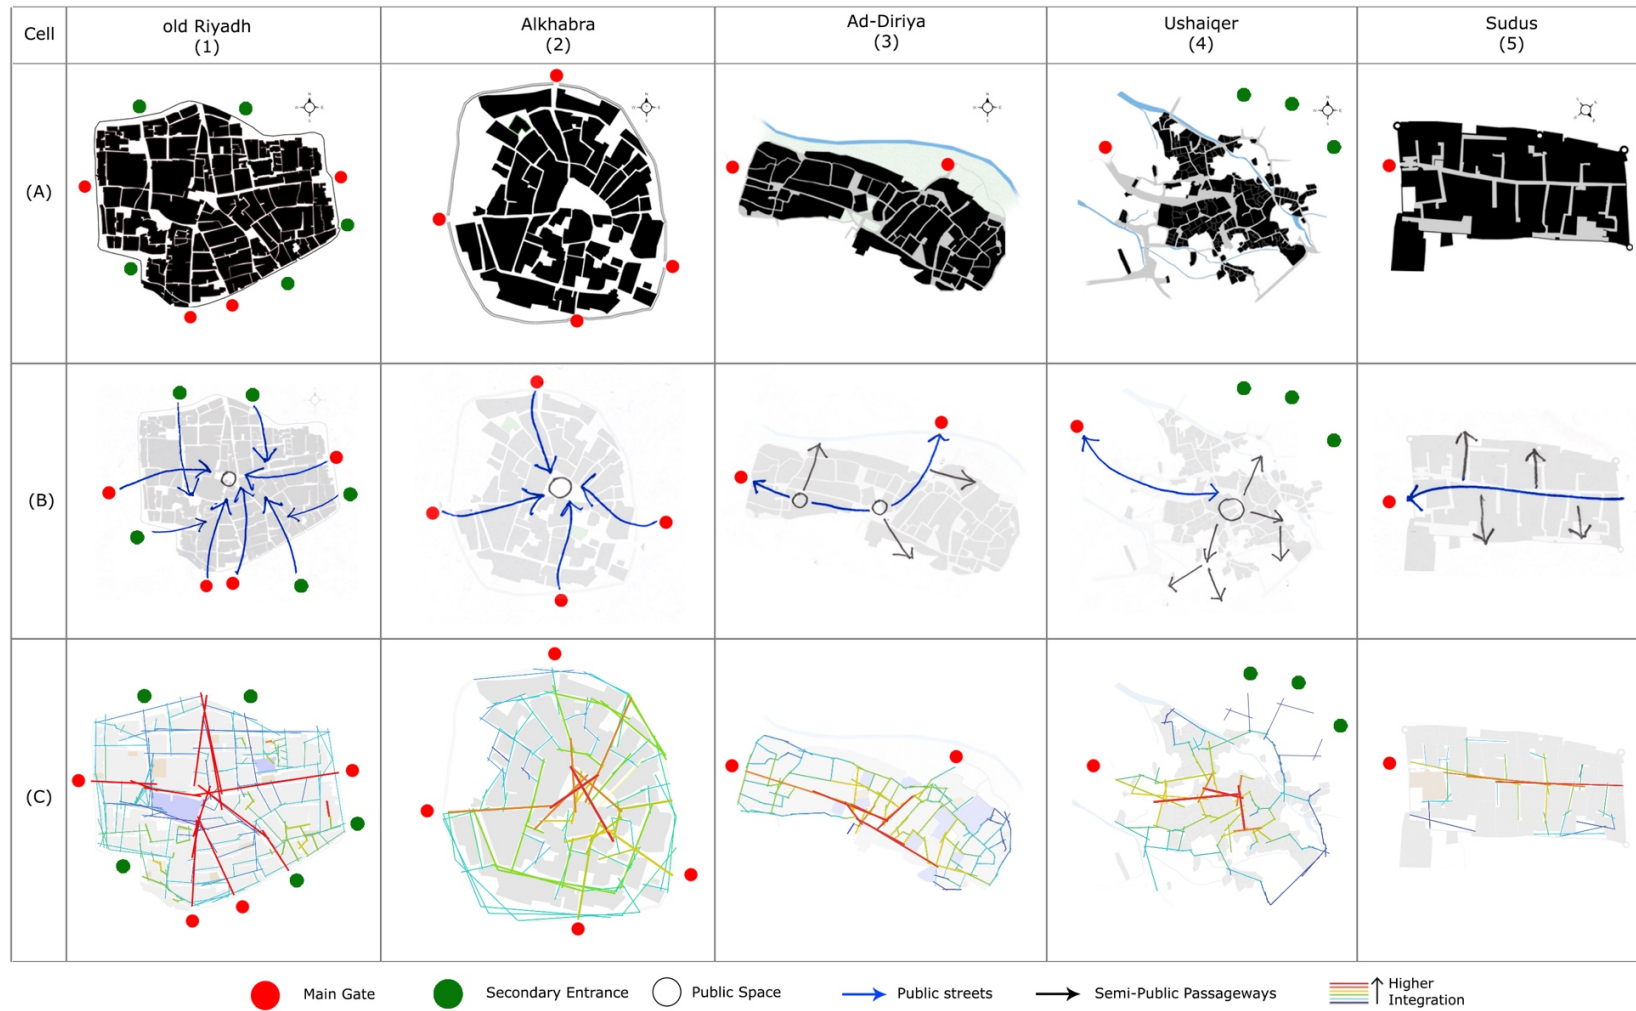 Cell
old Riyadh
(1)
Alkhabra
(2)
Ad-Diriya
(3)
Ushaiqer
(4)
Sudus
(5)
(A)
(B)
(C)
Main Gate
Secondary Entrance
Public Space
Public streets
Semi-Public Passageways
Higher
Integration